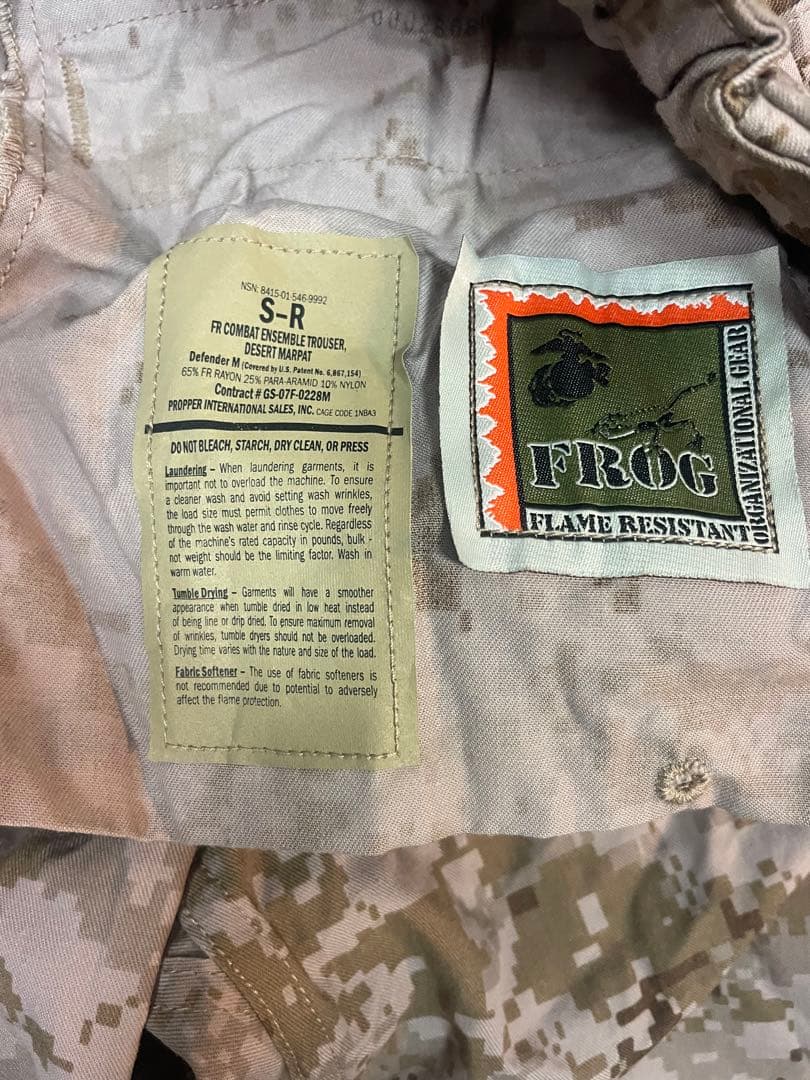 NSN: 8415-01-546-9992
S-R
FR COMBAT ENSEMBLE TROUSER,
DESERT MARPAT
Defender M (Covered by U.S. Patent No. 6,867,154)
65% FR RAYON 25% PARA-ARAMID 10% NYLON
Contract # GS-07F-0228M
PROPPER INTERNATIONAL SALES, INC. CAGE CODE 1NBA3
DO NOT BLEACH, STARCH, DRY CLEAN, OR PRESS
Laundering – When laundering garments, it is
important not to overload the machine. To ensure
a cleaner wash and avoid setting wash wrinkles,
the load size must permit clothes to move freely
through the wash water and rinse cycle. Regardless
of the machine's rated capacity in pounds, bulk -
not weight should be the limiting factor. Wash in
warm water.
Tumble Drying – Garments will have a smoother
appearance when tumble dried in low heat instead
of being line or drip dried. To ensure maximum removal
of wrinkles, tumble dryers should not be overloaded.
Drying time varies with the nature and size of the load.
Fabric Softener – The use of fabric softeners is
not recommended due to potential to adversely
affect the flame protection.
FROG
FLAME RESISTANT
ORGANIZATIONAL GEAR